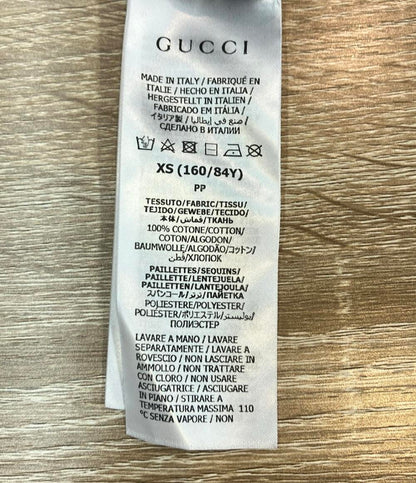 GUCCI
MADE IN ITALY / FABRIQUÉ EN
ITALIE / HECHO EN ITALIA /
HERGESTELLT IN ITALIEN /
FABRICADO EM ITÁLIA /
イタリア製 / صنع في إيطاليا /
СДЕЛАНО В ИТАЛИИ
XS (160/84Y)
PP
TESSUTO/FABRIC/TISSU/
TEJIDO/GEWEBE/TECIDO/
本体/قماش/ТКАНЬ
100% COTONE/COTTON/
COTON/ALGODON/
BAUMWOLLE/ALGODÃO/コットン/
قطن/ХЛОПОК
PAILLETTES/SEQUINS/
PAILLETTEN/LENTEJUELA/
PAILLETTEN/LANTEJOULA/
スパンコール/ترتر/ПАЙЕТКА
POLIESTERE/POLYESTER/
POLIÉSTER/ポリエステル/بوليستر/
ПОЛИЭСТЕР
LAVARE A MANO / LAVARE
SEPARATAMENTE / LAVARE A
ROVESCIO / NON LASCIARE IN
AMMOLLO / NON TRATTARE
CON CLORO / NON USARE
ASCIUGATRICE / ASCIUGARE
IN PIANO / STIRARE A
TEMPERATURA MASSIMA 110
°C SENZA VAPORE / NON